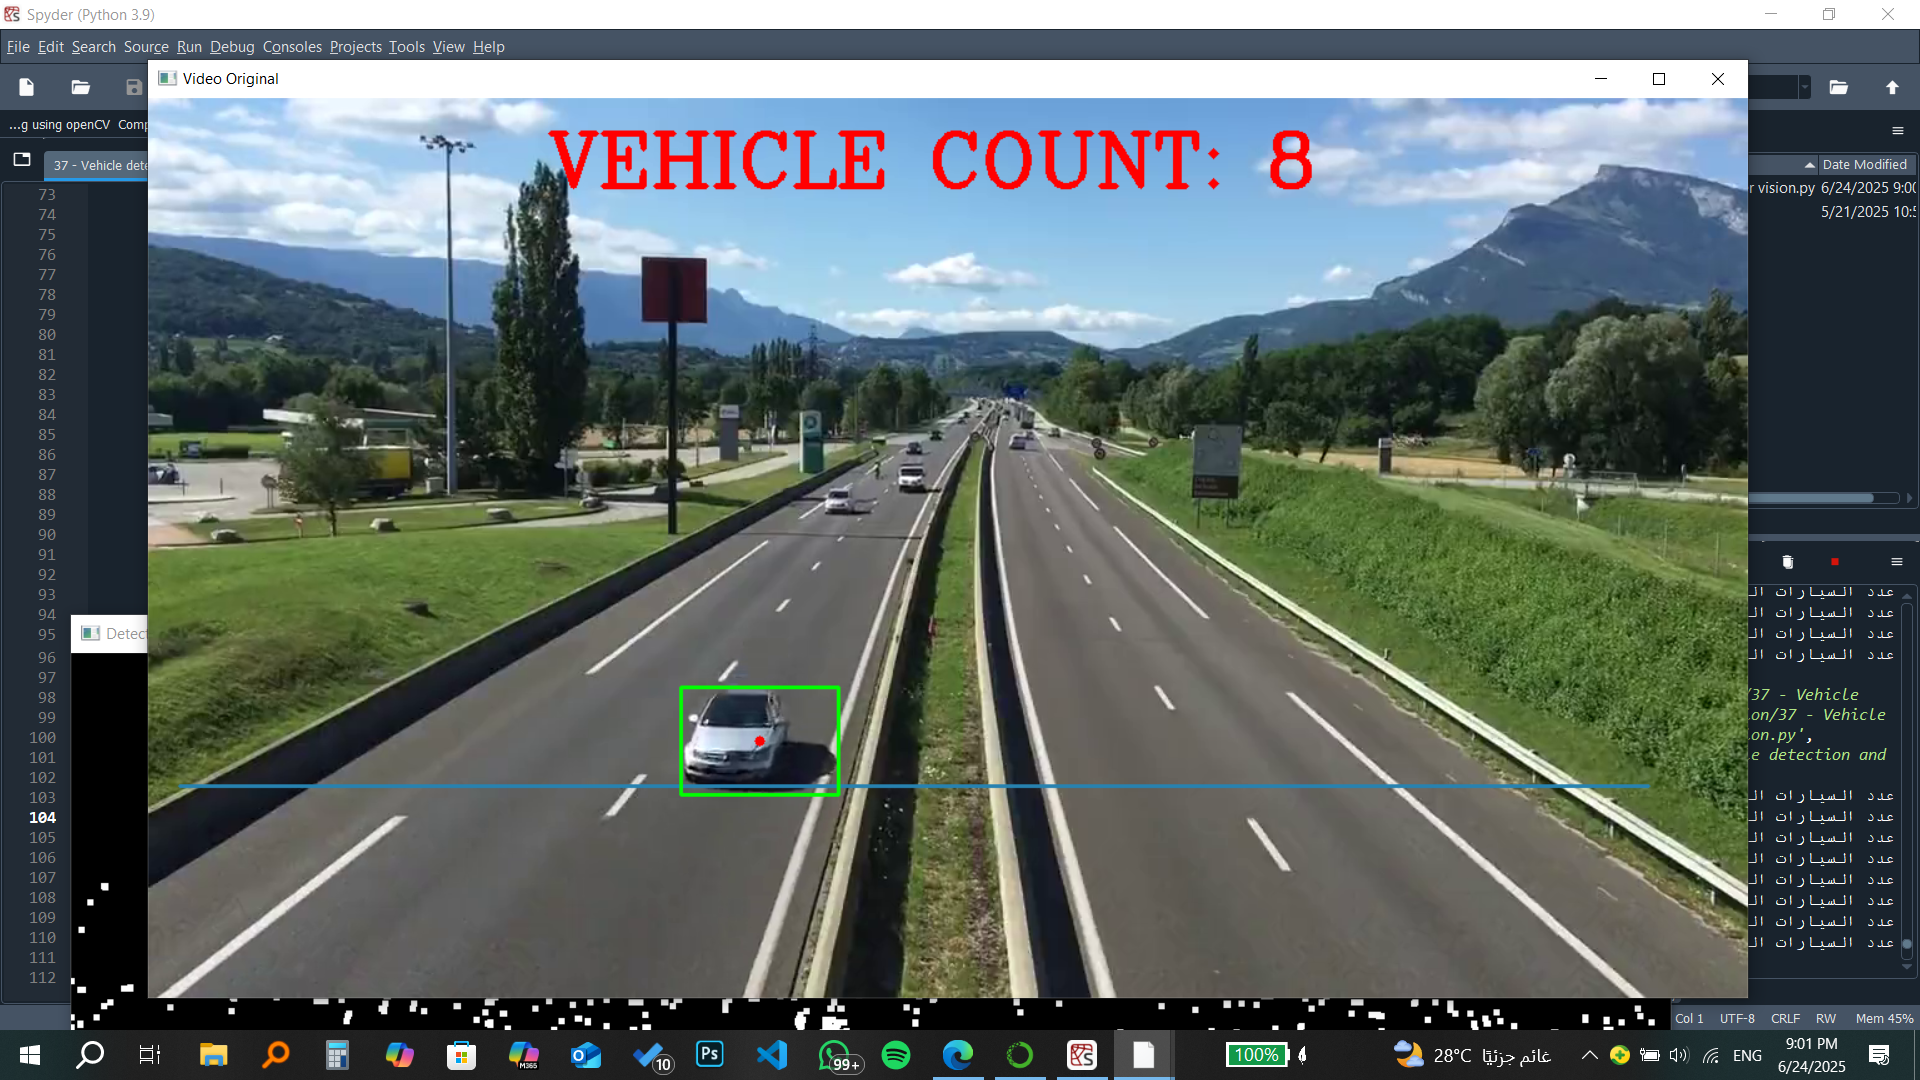 Spyder (Python 3.9)
File Edit Search Source Run Debug Consoles Projects Tools View Help
Video Original
...g using openCV Comp
VEHICLE COUNT: 8
37 - Vehicle dete
Date Modified
r vision.py 6/24/2025 9:00
5/21/2025 10:5
73
74
75
76
77
78
79
80
81
82
83
84
85
86
87
88
89
90
91
92
93
94
95
96
97
98
99
100
101
102
103
104
105
106
107
108
109
110
111
112
Detect
عدد السيارات ال
عدد السيارات ال
عدد السيارات ال
عدد السيارات ال
/37 - Vehicle
on/37 - Vehicle
on.py',
e detection and
عدد السيارات ال
عدد السيارات ال
عدد السيارات ال
عدد السيارات ال
عدد السيارات ال
عدد السيارات ال
عدد السيارات ال
عدد السيارات ال
Col 1 UTF-8 CRLF RW Mem 45%
M365
10
Ps
99+
100%
28°C غائم جزئيًا
ENG
9:01 PM
6/24/2025